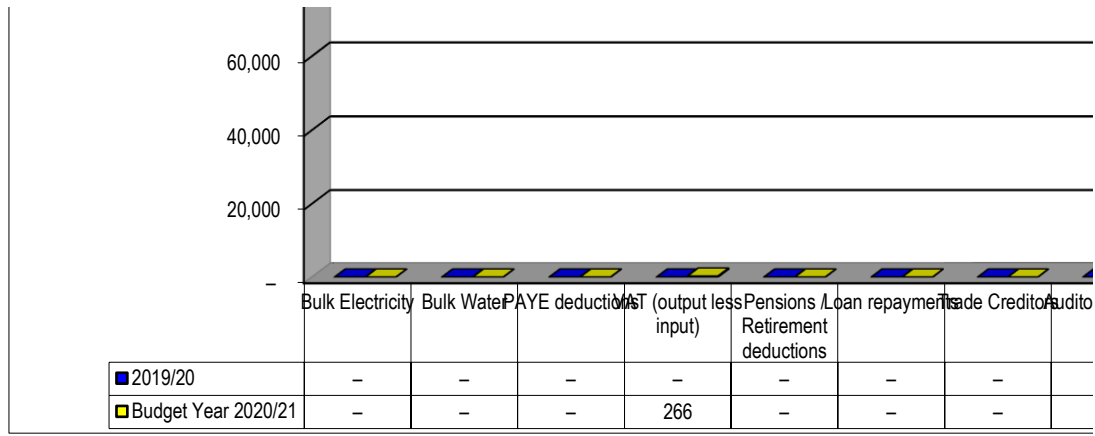 60,000
40,000
20,000
–
Bulk Electricity Bulk Water PAYE deductions VAT (output less input) Pensions / Retirement deductions Loan repayments Trade Creditors Audito
2019/20 – – – – – – –
Budget Year 2020/21 – – – 266 – – –